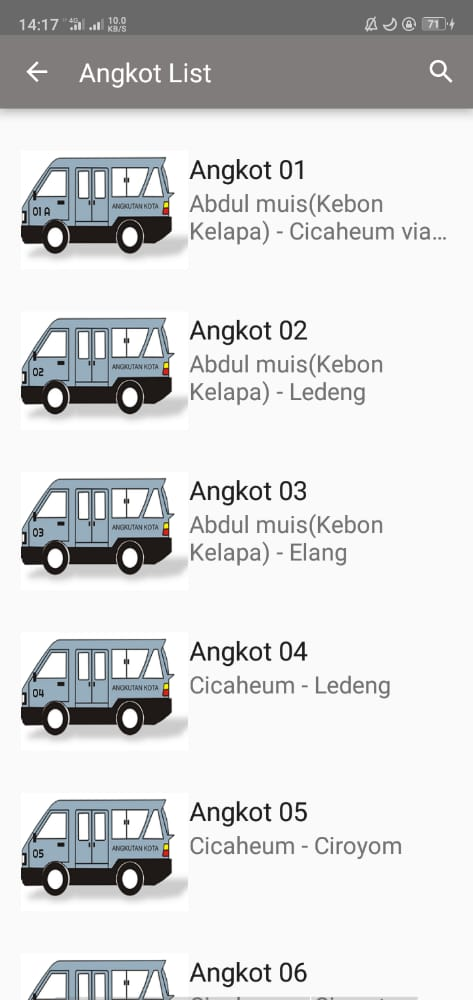 14:17 4G 10.0 KB/S 71
Angkot List
Angkot 01
Abdul muis(Kebon
Kelapa) - Cicaheum via...
01 A
ANGKUTAN KOTA
Angkot 02
Abdul muis(Kebon
Kelapa) - Ledeng
02
ANGKUTAN KOTA
Angkot 03
Abdul muis(Kebon
Kelapa) - Elang
03
ANGKUTAN KOTA
Angkot 04
Cicaheum - Ledeng
04
ANGKUTAN KOTA
Angkot 05
Cicaheum - Ciroyom
05
ANGKUTAN KOTA
Angkot 06